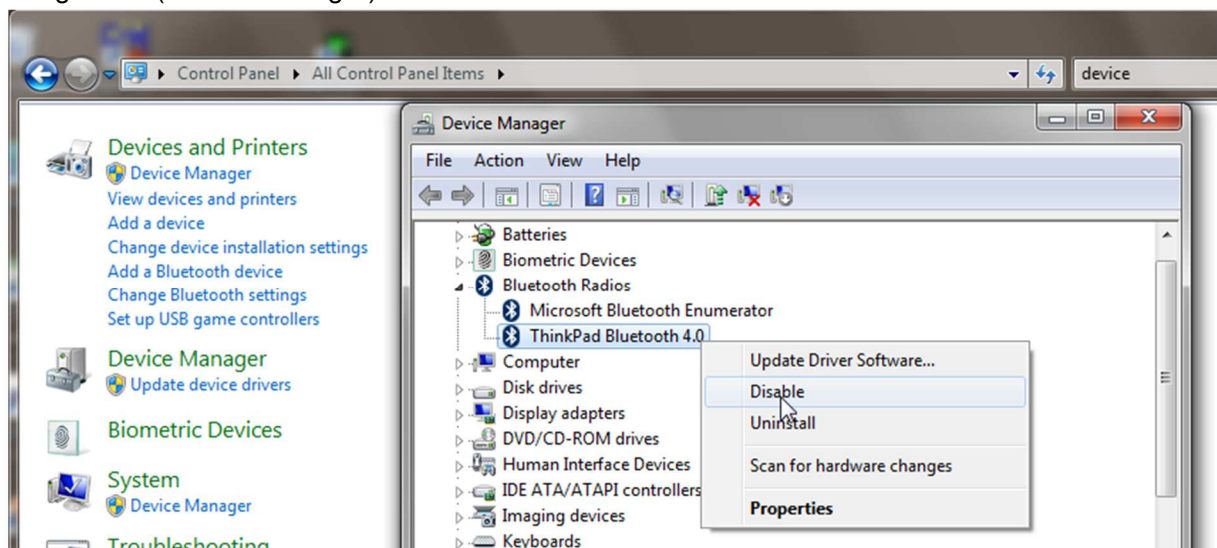 Control Panel ▸ All Control Panel Items ▸
device
Devices and Printers
Device Manager
View devices and printers
Add a device
Change device installation settings
Add a Bluetooth device
Change Bluetooth settings
Set up USB game controllers
Device Manager
Update device drivers
Biometric Devices
System
Device Manager
Troubleshooting
Device Manager
File Action View Help
Batteries
Biometric Devices
Bluetooth Radios
Microsoft Bluetooth Enumerator
ThinkPad Bluetooth 4.0
Computer
Disk drives
Display adapters
DVD/CD-ROM drives
Human Interface Devices
IDE ATA/ATAPI controllers
Imaging devices
Keyboards
Update Driver Software...
Disable
Uninstall
Scan for hardware changes
Properties